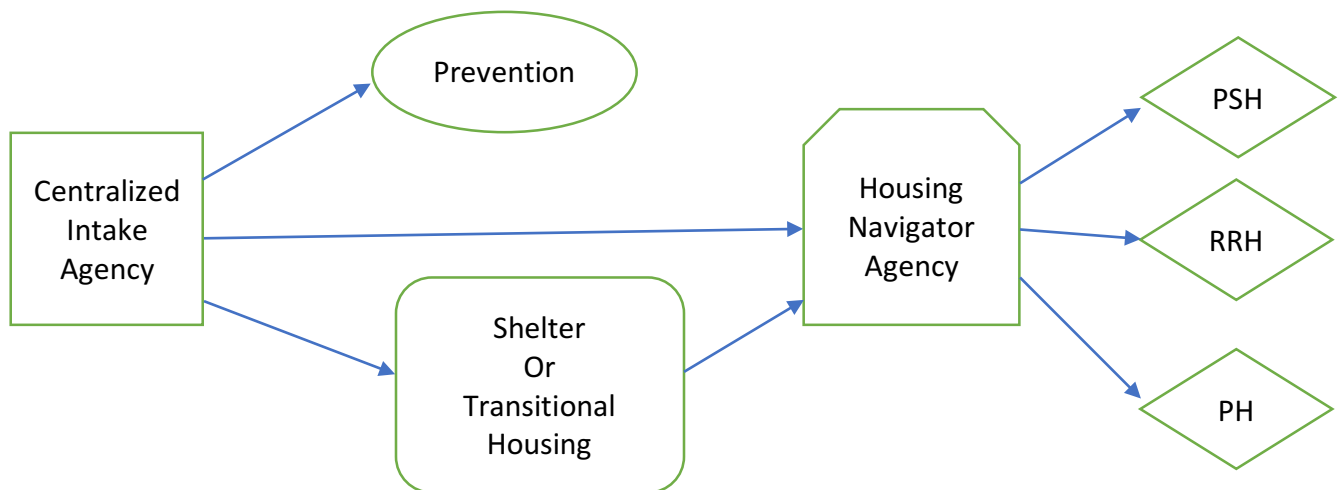 Prevention
Centralized
Intake
Agency
Shelter
Or
Transitional
Housing
Housing
Navigator
Agency
PSH
RRH
PH